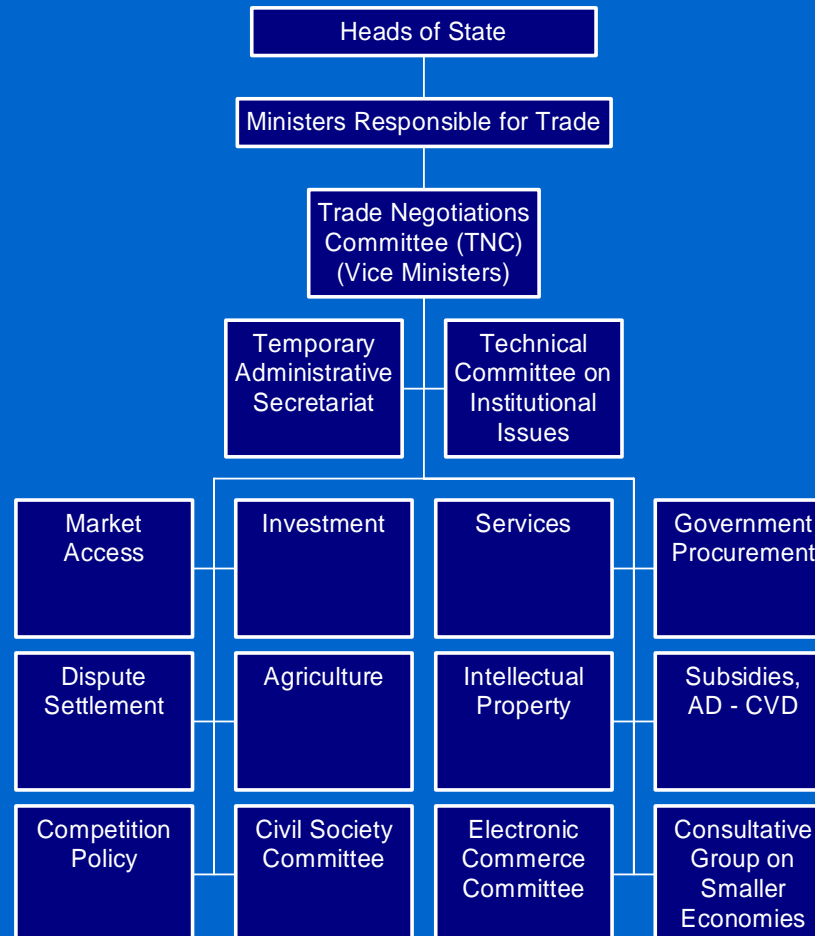 Heads of State
Ministers Responsible for Trade
Trade Negotiations
Committee (TNC)
(Vice Ministers)
Temporary
Administrative
Secretariat
Technical
Committee on
Institutional
Issues
Market
Access
Investment
Services
Government
Procurement
Dispute
Settlement
Agriculture
Intellectual
Property
Subsidies,
AD - CVD
Competition
Policy
Civil Society
Committee
Electronic
Commerce
Committee
Consultative
Group on
Smaller
Economies